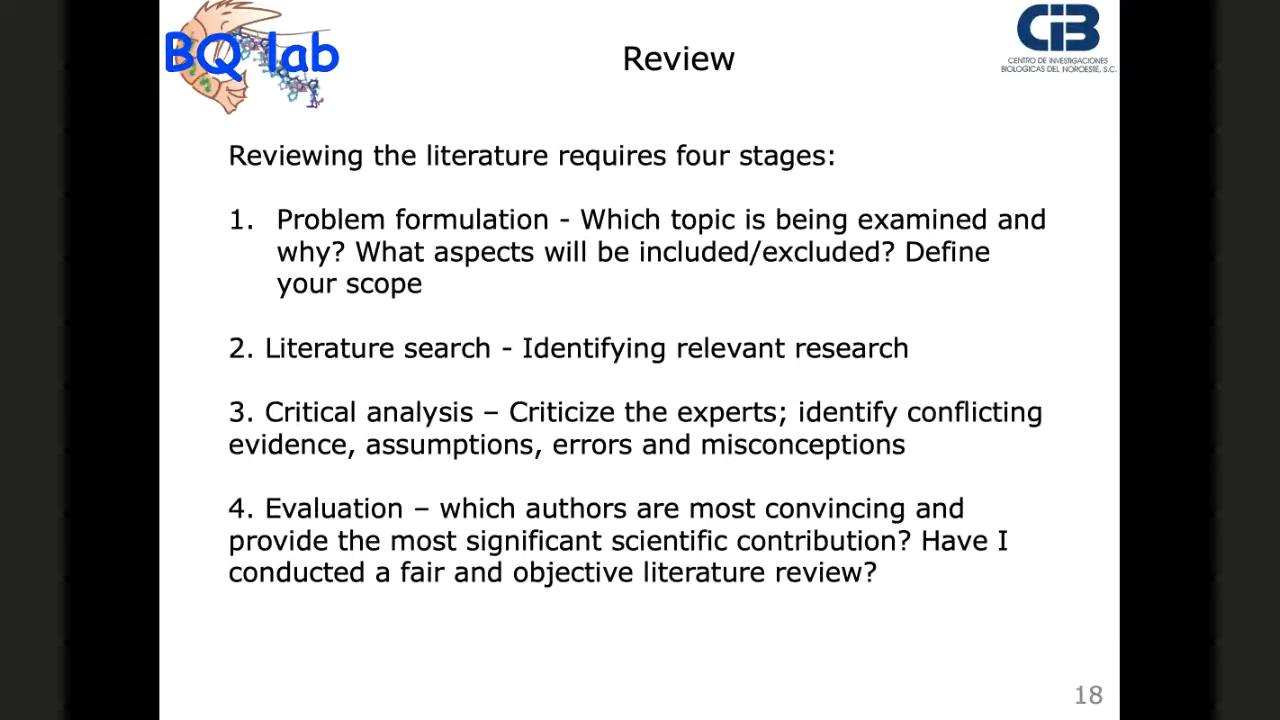 BQ lab
Review
CIB
CENTRO DE INVESTIGACIONES
BIOLOGICAS DEL NOROESTE, S.C.
Reviewing the literature requires four stages:
1. Problem formulation - Which topic is being examined and
why? What aspects will be included/excluded? Define
your scope
2. Literature search - Identifying relevant research
3. Critical analysis – Criticize the experts; identify conflicting
evidence, assumptions, errors and misconceptions
4. Evaluation – which authors are most convincing and
provide the most significant scientific contribution? Have I
conducted a fair and objective literature review?
18